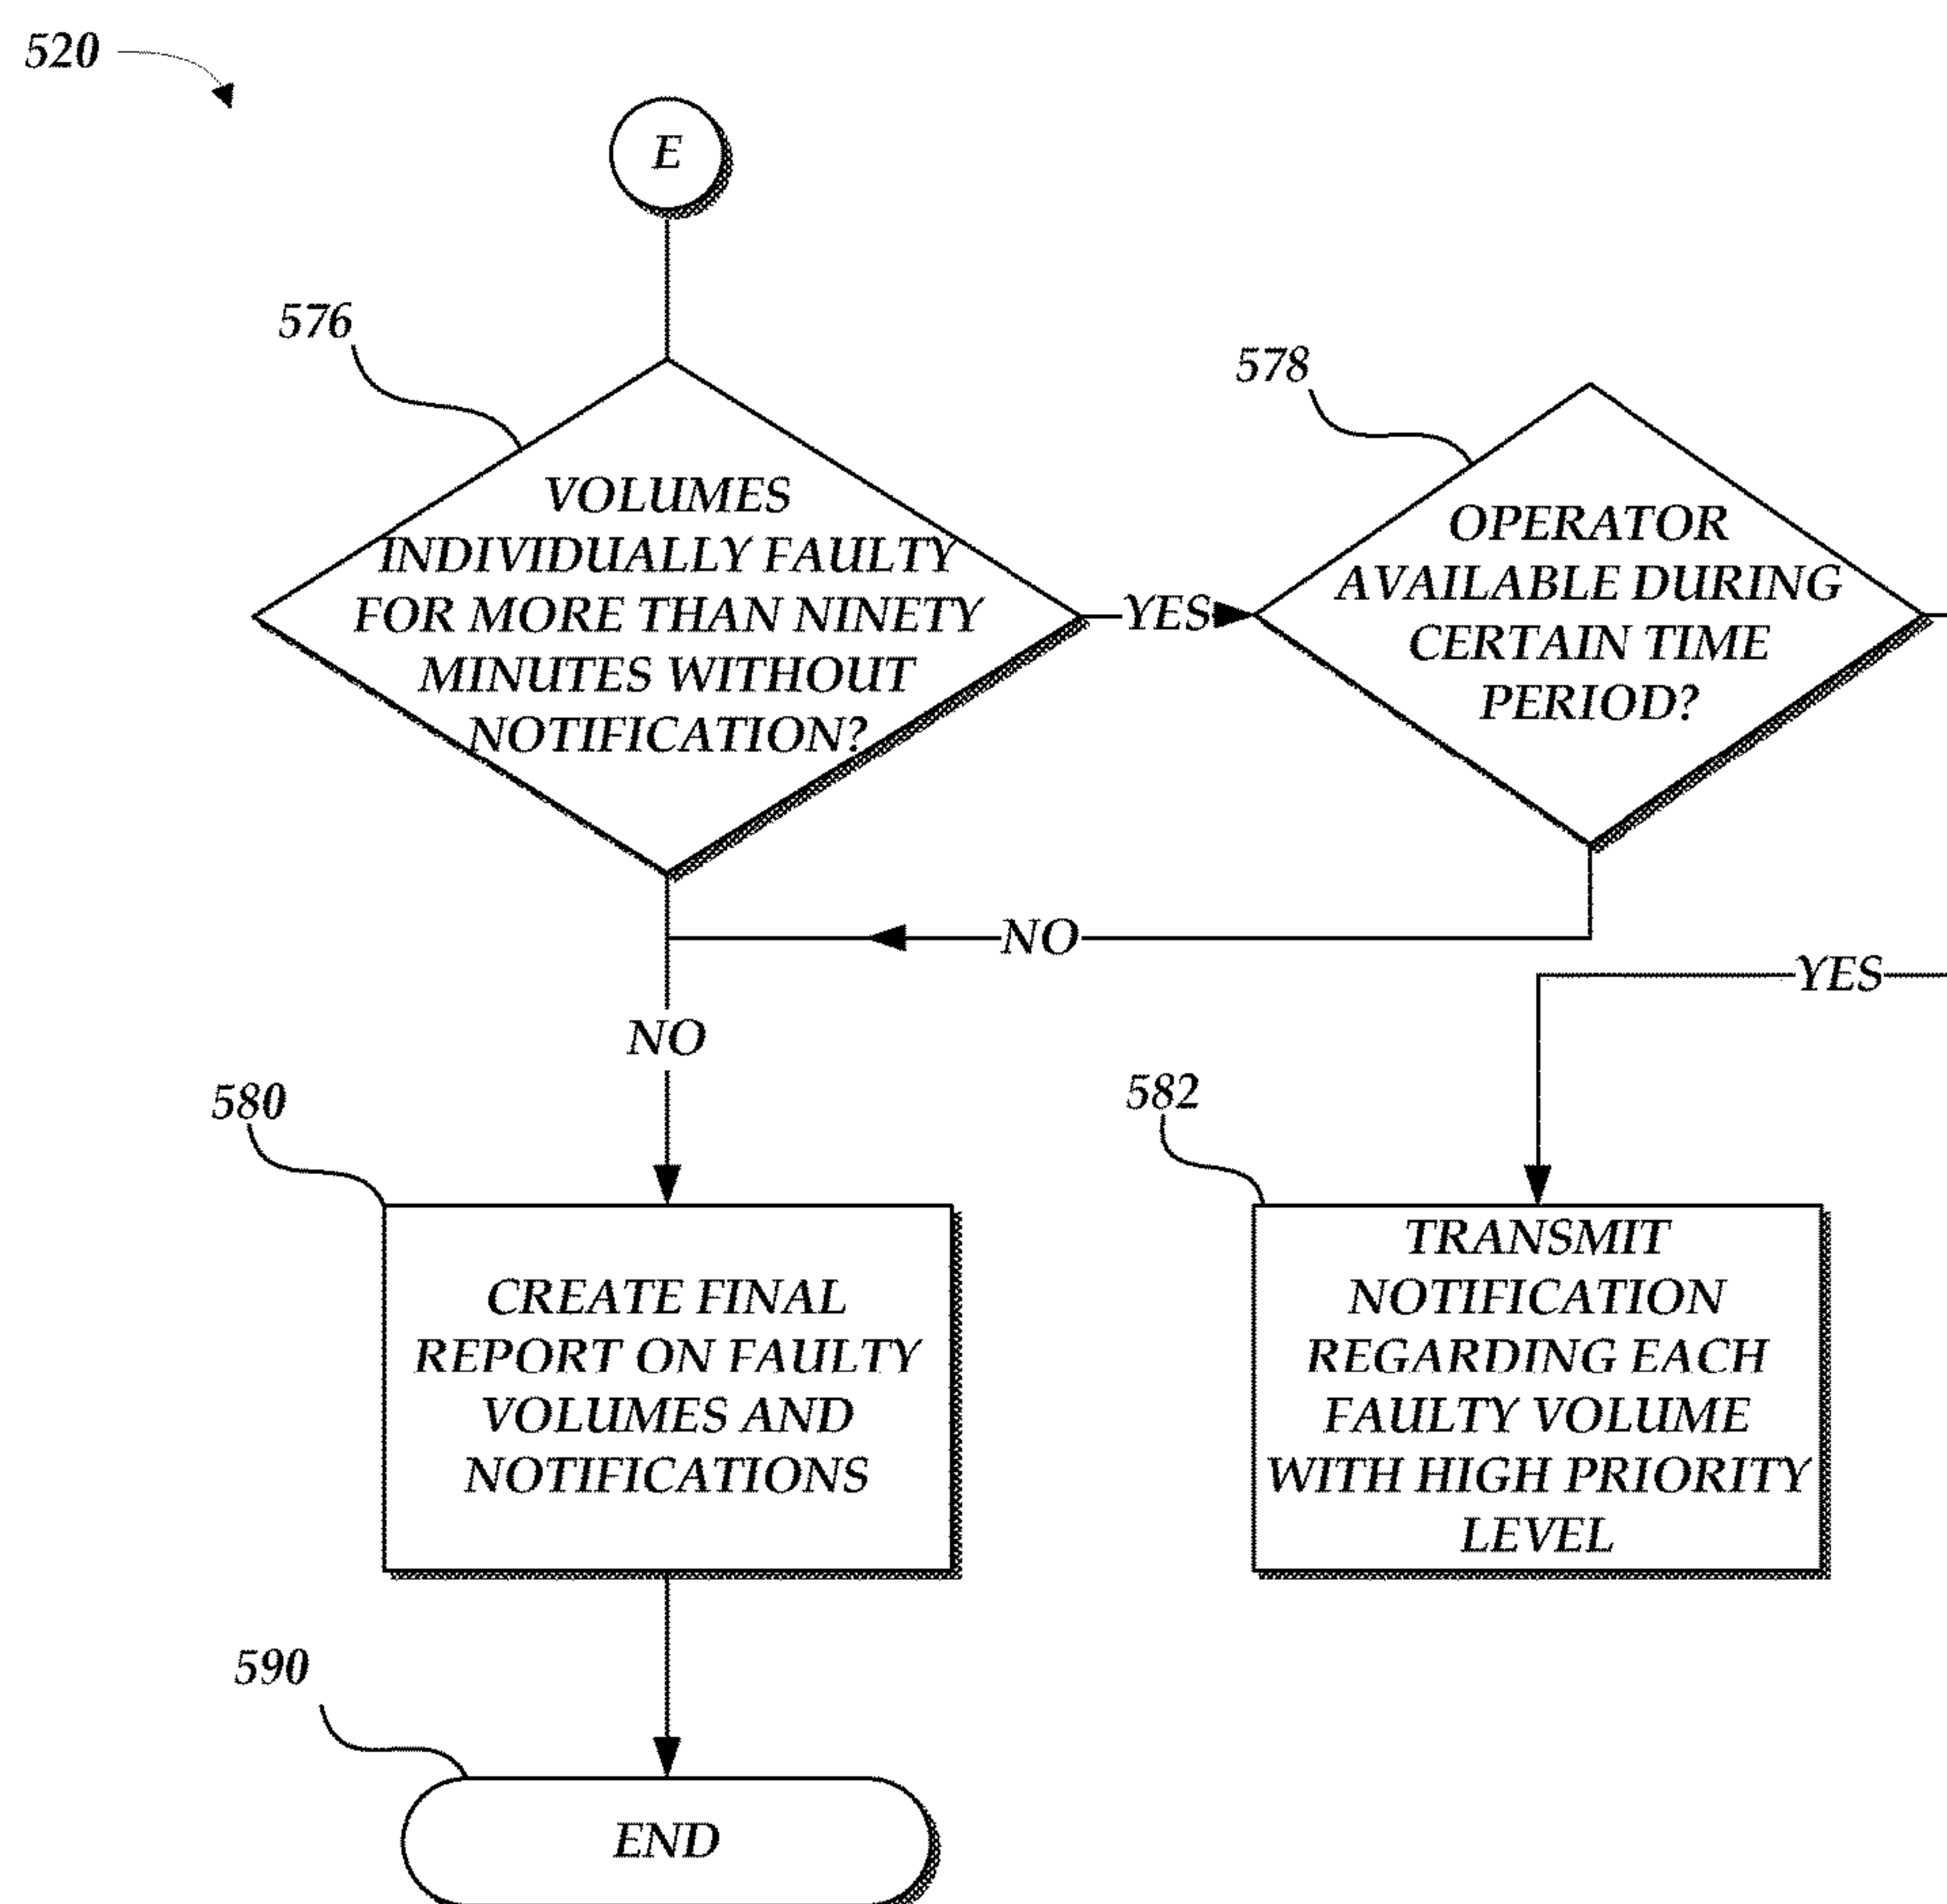 520
E
576
VOLUMES
INDIVIDUALLY FAULTY
FOR MORE THAN NINETY
MINUTES WITHOUT
NOTIFICATION?
YES
578
OPERATOR
AVAILABLE DURING
CERTAIN TIME
PERIOD?
NO
YES
NO
580
CREATE FINAL
REPORT ON FAULTY
VOLUMES AND
NOTIFICATIONS
582
TRANSMIT
NOTIFICATION
REGARDING EACH
FAULTY VOLUME
WITH HIGH PRIORITY
LEVEL
590
END